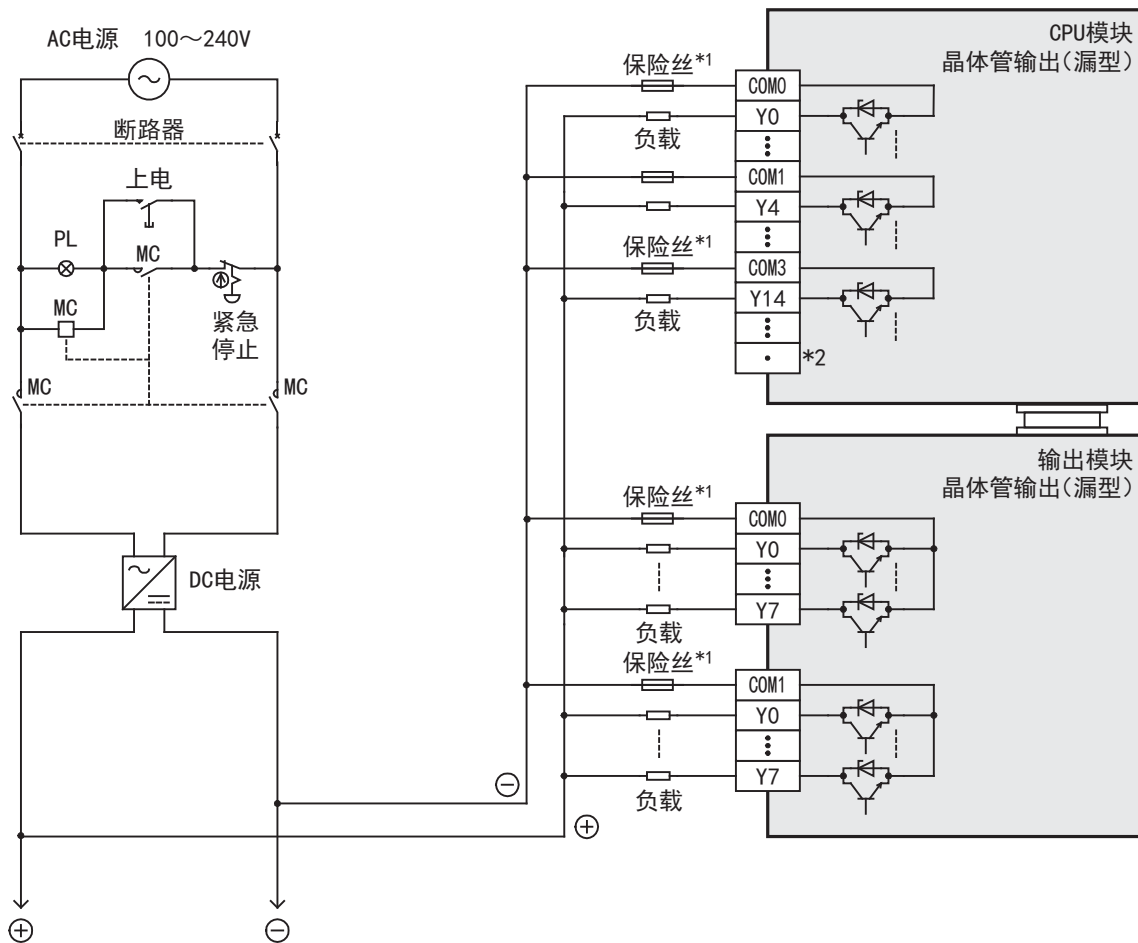 AC电源 100～240V
断路器
上电
PL
MC
MC
紧急
停止
MC
MC
DC电源
⊕
⊖
⊖
⊕
CPU模块
晶体管输出(漏型)
保险丝*1
COM0
Y0
负载
COM1
Y4
保险丝*1
COM3
Y14
负载
*2
输出模块
晶体管输出(漏型)
保险丝*1
COM0
Y0
Y7
负载
保险丝*1
COM1
Y0
Y7
负载